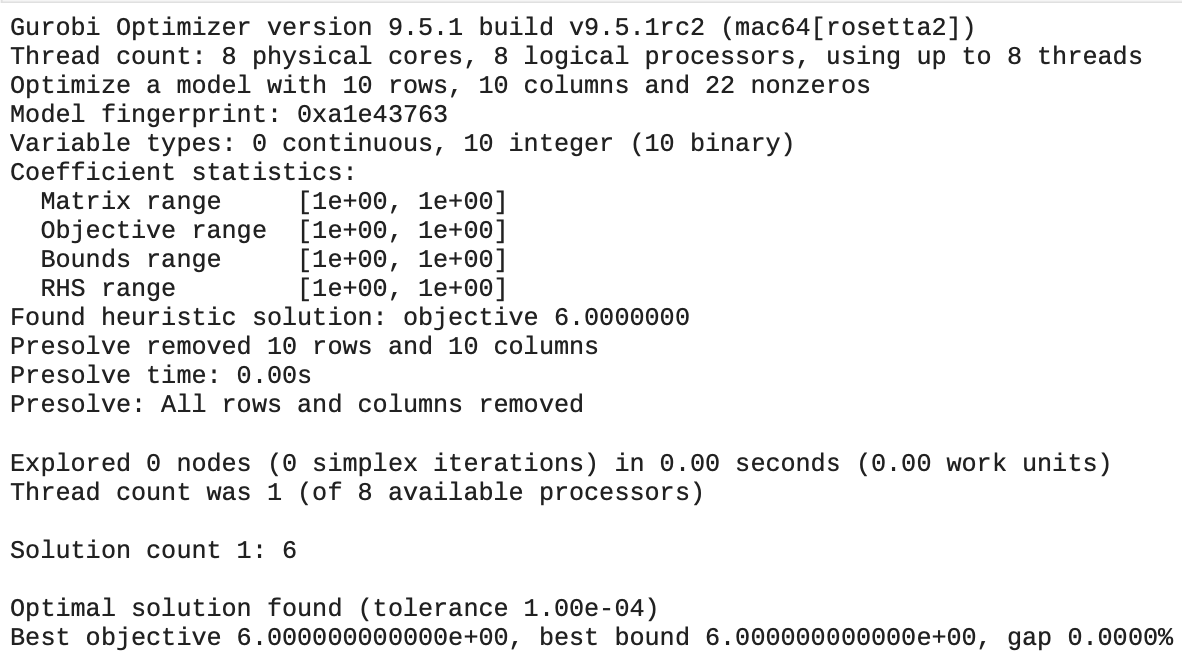 Gurobi Optimizer version 9.5.1 build v9.5.1rc2 (mac64[rosetta2])
Thread count: 8 physical cores, 8 logical processors, using up to 8 threads
Optimize a model with 10 rows, 10 columns and 22 nonzeros
Model fingerprint: 0xa1e43763
Variable types: 0 continuous, 10 integer (10 binary)
Coefficient statistics:
  Matrix range     [1e+00, 1e+00]
  Objective range  [1e+00, 1e+00]
  Bounds range     [1e+00, 1e+00]
  RHS range        [1e+00, 1e+00]
Found heuristic solution: objective 6.0000000
Presolve removed 10 rows and 10 columns
Presolve time: 0.00s
Presolve: All rows and columns removed

Explored 0 nodes (0 simplex iterations) in 0.00 seconds (0.00 work units)
Thread count was 1 (of 8 available processors)

Solution count 1: 6

Optimal solution found (tolerance 1.00e-04)
Best objective 6.000000000000e+00, best bound 6.000000000000e+00, gap 0.0000%